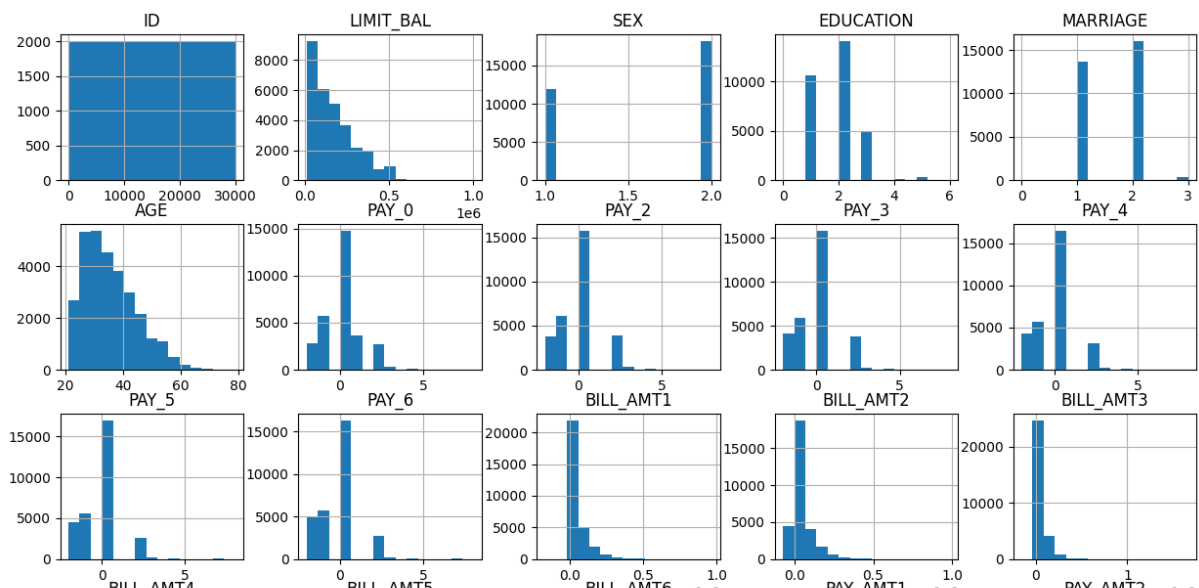 ID LIMIT_BAL SEX EDUCATION MARRIAGE
2000 1500 1000 500 0
8000 6000 4000 2000 0
15000 10000 5000 0
10000 5000 0
15000 10000 5000 0
0 10000 20000 30000
0.0 0.5 1.0
1e6
1.0 1.5 2.0
0 2 4 6
0 1 2 3
AGE PAY_0 PAY_2 PAY_3 PAY_4
4000 2000 0
15000 10000 5000 0
15000 10000 5000 0
15000 10000 5000 0
15000 10000 5000 0
20 40 60 80
0 5
0 5
0 5
0 5
PAY_5 PAY_6 BILL_AMT1 BILL_AMT2 BILL_AMT3
15000 10000 5000 0
15000 10000 5000 0
20000 15000 10000 5000 0
15000 10000 5000 0
20000 10000 0
0 5
0 5
0.0 0.5 1.0
0.0 0.5 1.0
0 1
BILL_AMT4 BILL_AMT5 BILL_AMT6 PAY_AMT1 PAY_AMT2